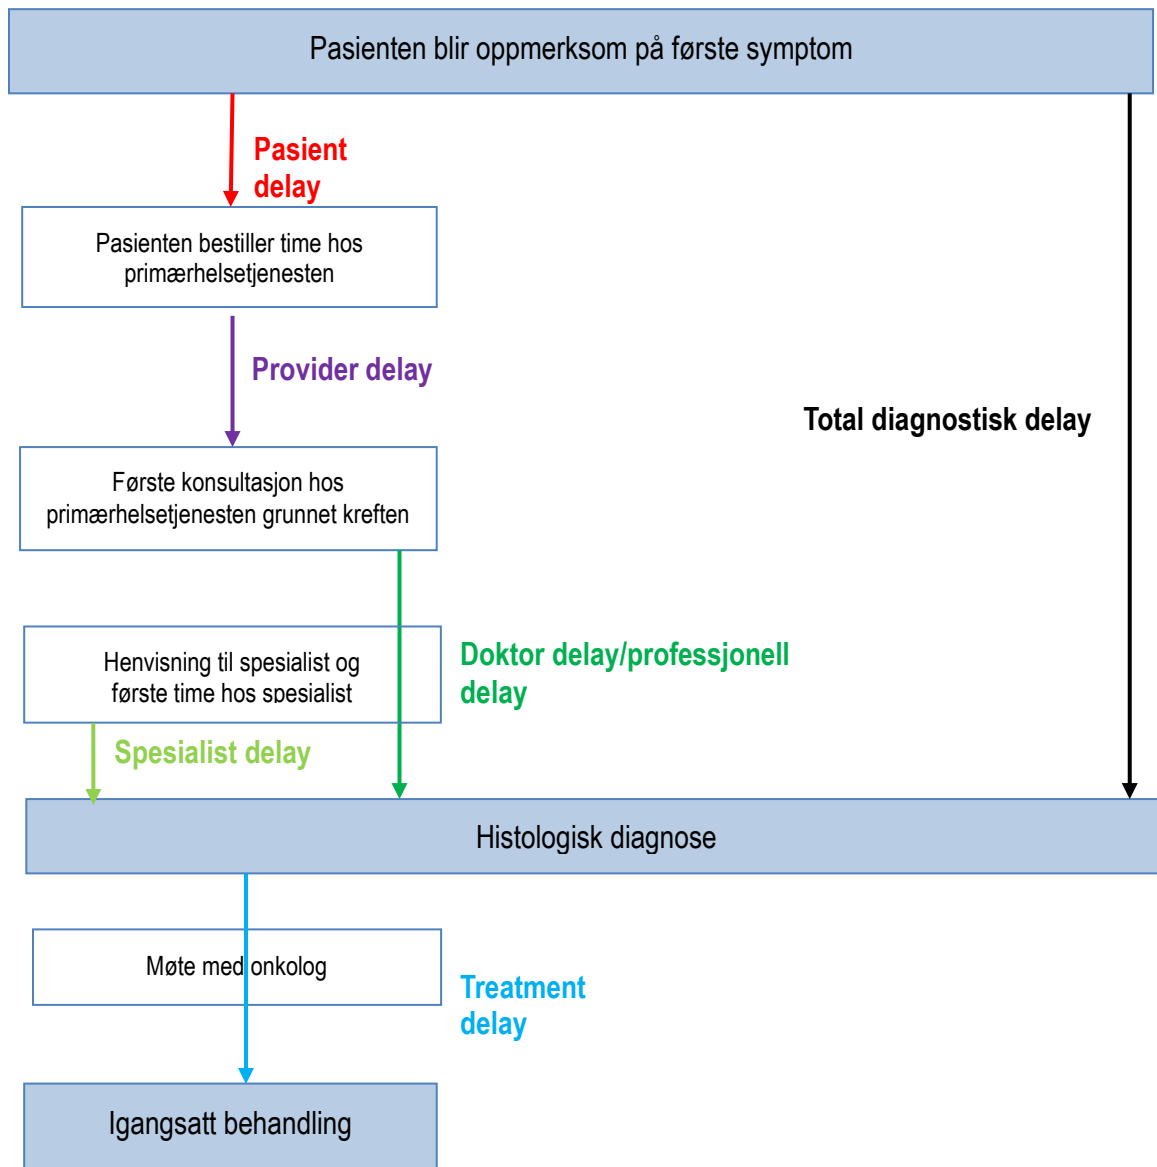 Pasienten blir oppmerksom på første symptom
Pasient
delay
Pasienten bestiller time hos
primærhelsetjenesten
Provider delay
Total diagnostisk delay
Første konsultasjon hos
primærhelsetjenesten grunnet kreften
Henvisning til spesialist og
første time hos spesialist
Doktor delay/professjonell
delay
Spesialist delay
Histologisk diagnose
Møte med onkolog
Treatment
delay
Igangsatt behandling